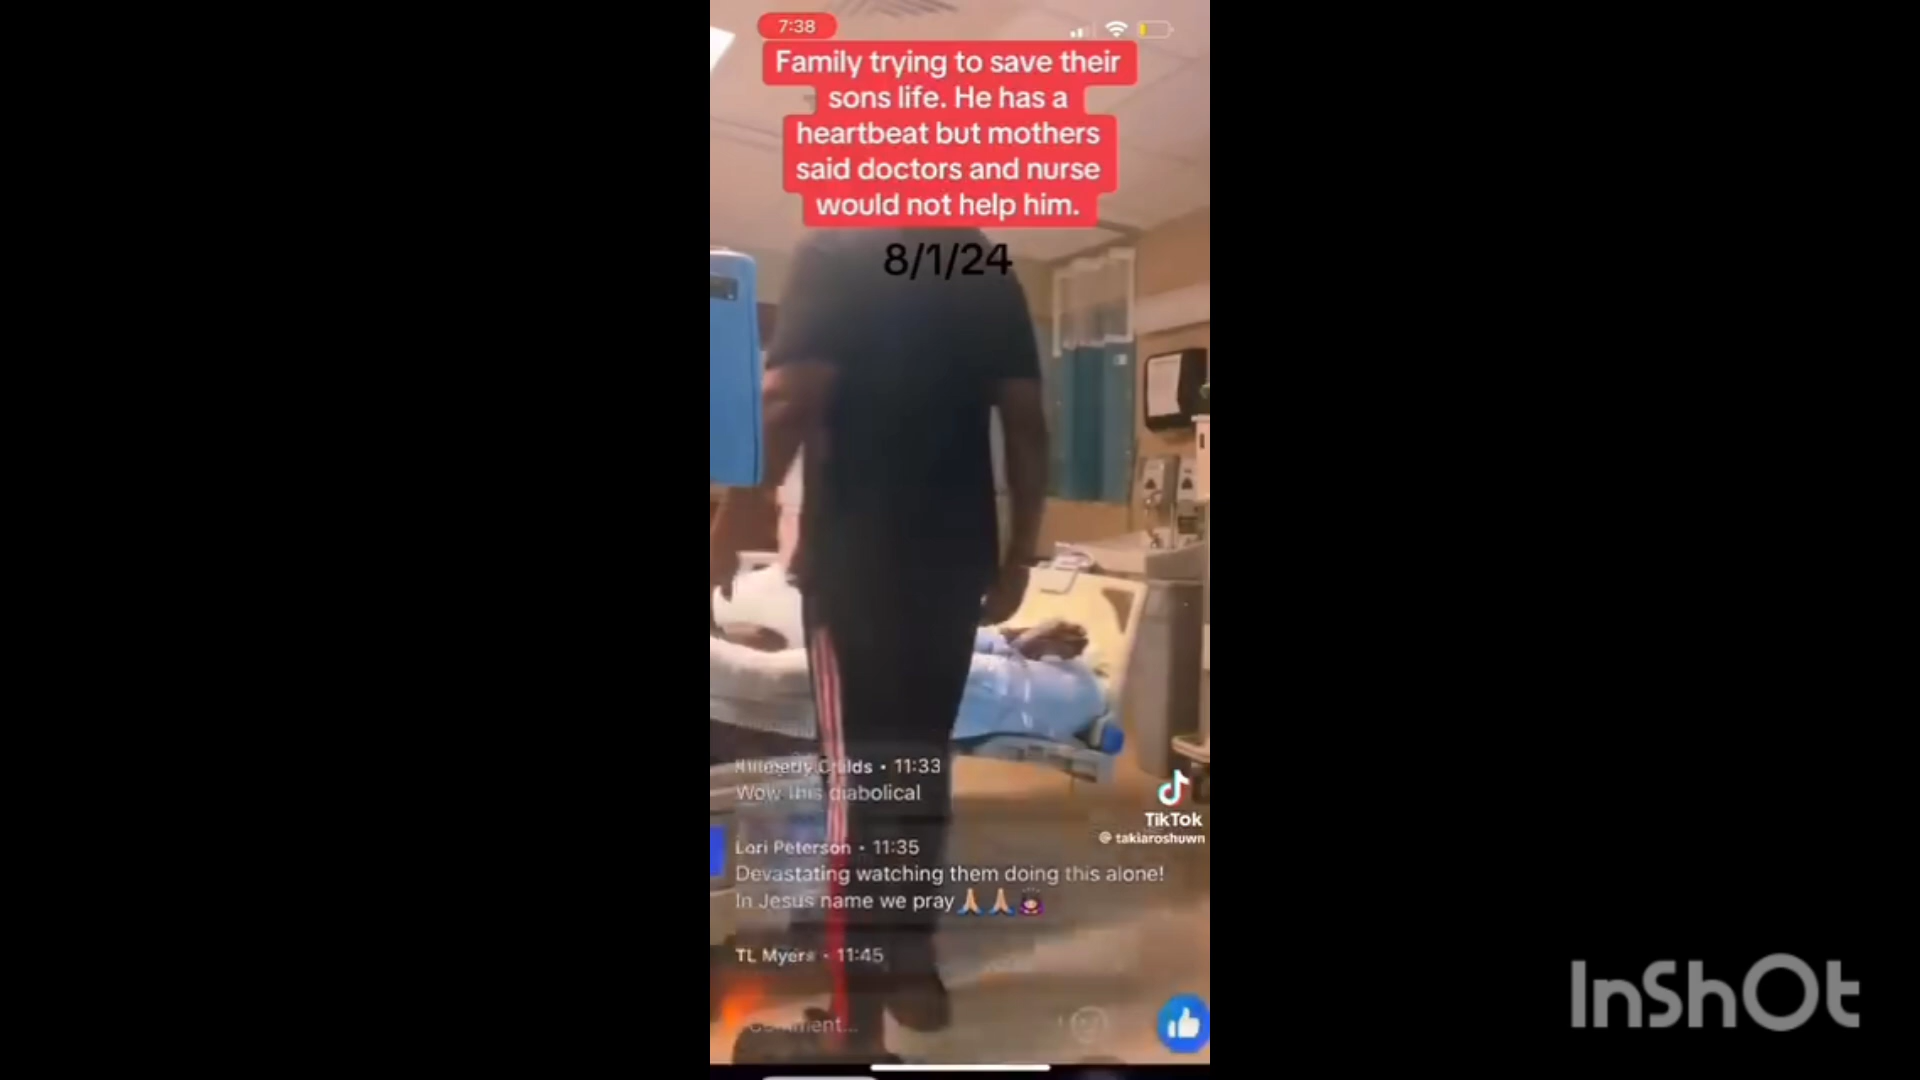 7:38
Family trying to save their
sons life. He has a
heartbeat but mothers
said doctors and nurse
would not help him.
8/1/24
Childs • 11:33
Wow this diabolical
Lori Peterson • 11:35
Devastating watching them doing this alone!
In Jesus name we pray🙏🏼🙏🏼🙇🏻‍♀️
TL Myers • 11:45
TikTok
@takiaroshuwn
Comment...
InShOt